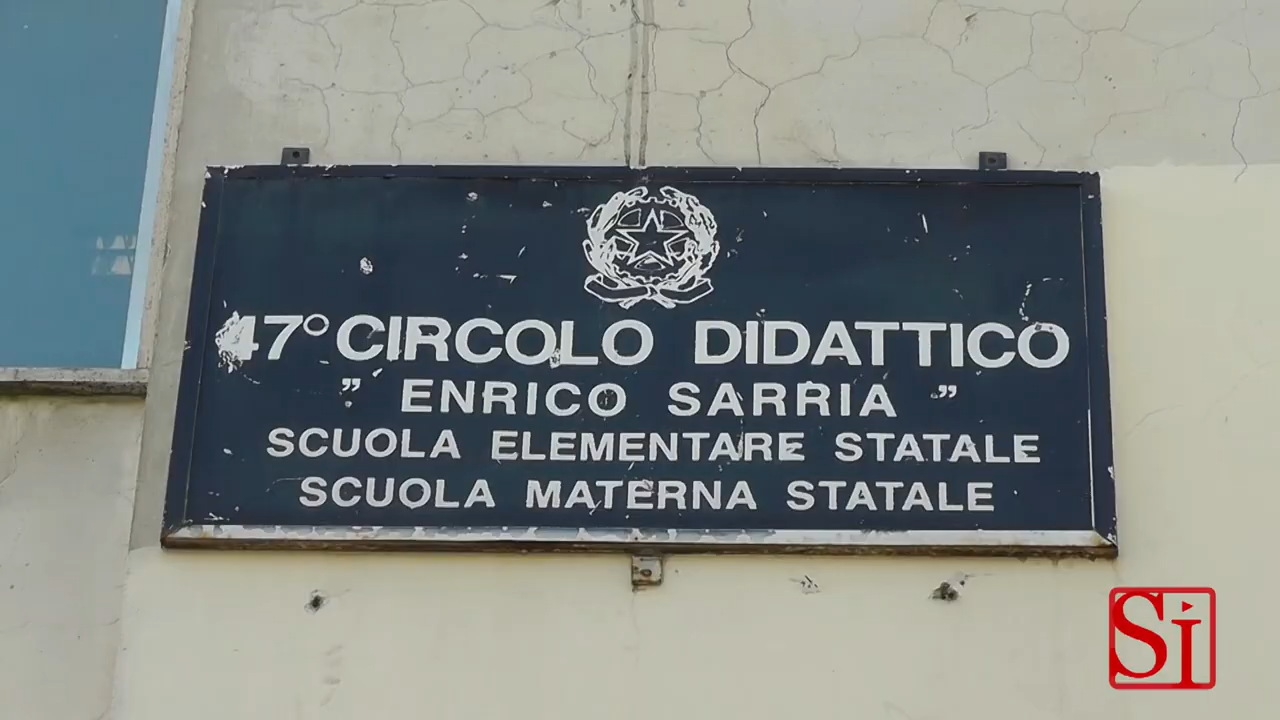 47° CIRCOLO DIDATTICO
" ENRICO SARRIA "
SCUOLA ELEMENTARE STATALE
SCUOLA MATERNA STATALE
Si